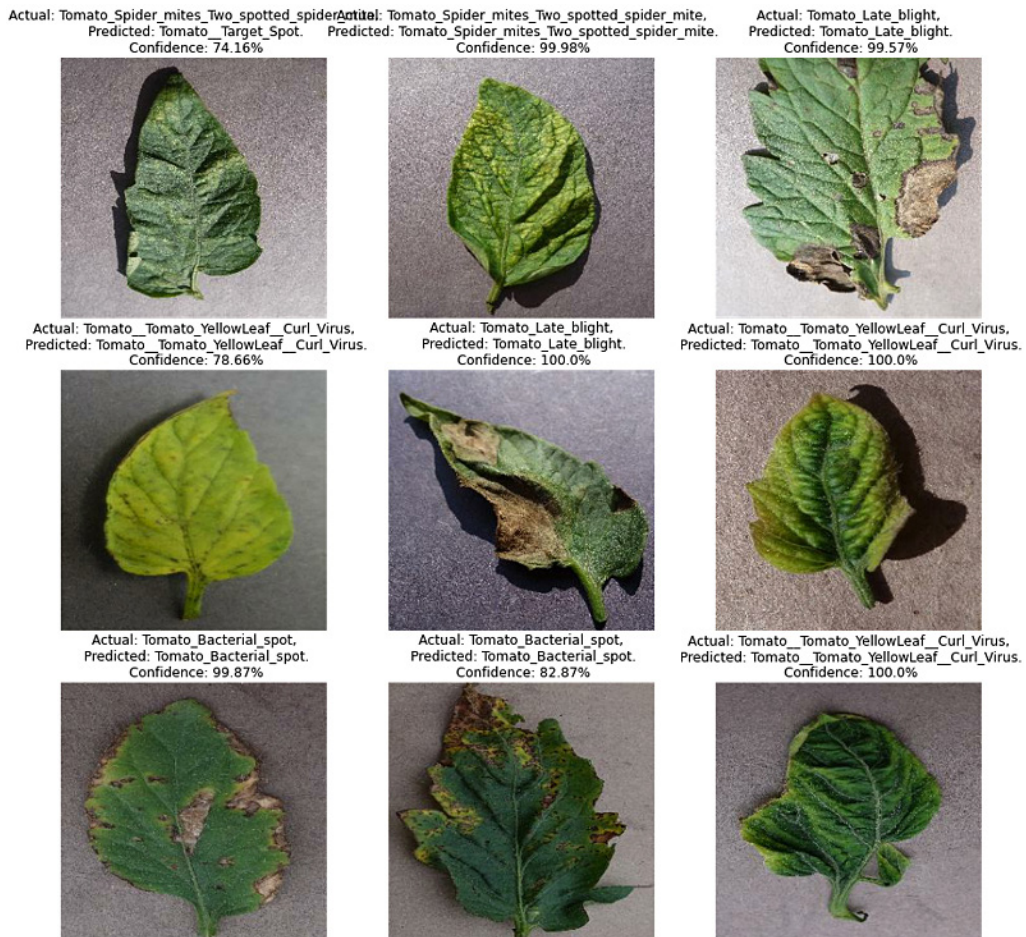 Actual: Tomato_Spider_mites_Two_spotted_spider_mite,
Predicted: Tomato__Target_Spot.
Confidence: 74.16%
Actual: Tomato_Spider_mites_Two_spotted_spider_mite,
Predicted: Tomato_Spider_mites_Two_spotted_spider_mite.
Confidence: 99.98%
Actual: Tomato_Late_blight,
Predicted: Tomato_Late_blight.
Confidence: 99.57%
Actual: Tomato__Tomato_YellowLeaf__Curl_Virus,
Predicted: Tomato__Tomato_YellowLeaf__Curl_Virus.
Confidence: 78.66%
Actual: Tomato_Late_blight,
Predicted: Tomato_Late_blight.
Confidence: 100.0%
Actual: Tomato__Tomato_YellowLeaf__Curl_Virus,
Predicted: Tomato__Tomato_YellowLeaf__Curl_Virus.
Confidence: 100.0%
Actual: Tomato_Bacterial_spot,
Predicted: Tomato_Bacterial_spot.
Confidence: 99.87%
Actual: Tomato_Bacterial_spot,
Predicted: Tomato_Bacterial_spot.
Confidence: 82.87%
Actual: Tomato__Tomato_YellowLeaf__Curl_Virus,
Predicted: Tomato__Tomato_YellowLeaf__Curl_Virus.
Confidence: 100.0%